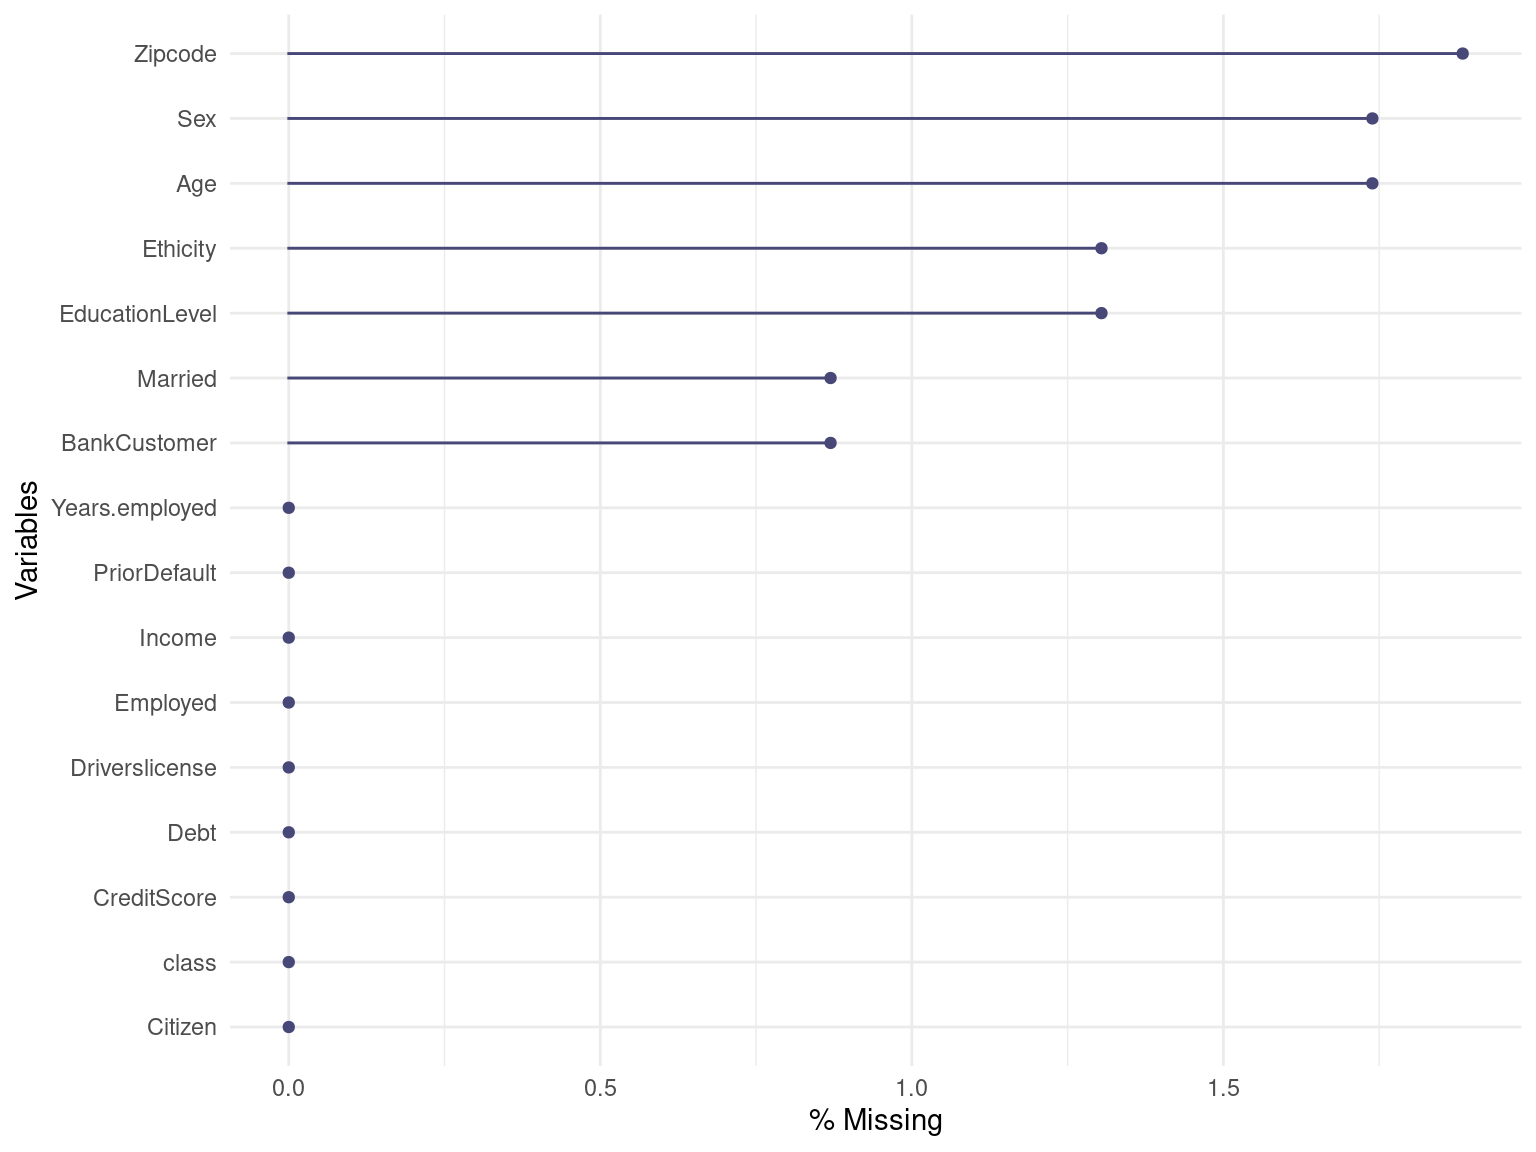 Zipcode
Sex
Age
Ethicity
EducationLevel
Married
BankCustomer
Years.employed
PriorDefault
Income
Employed
Driverslicense
Debt
CreditScore
class
Citizen
Variables
0.0 0.5 1.0 1.5
% Missing